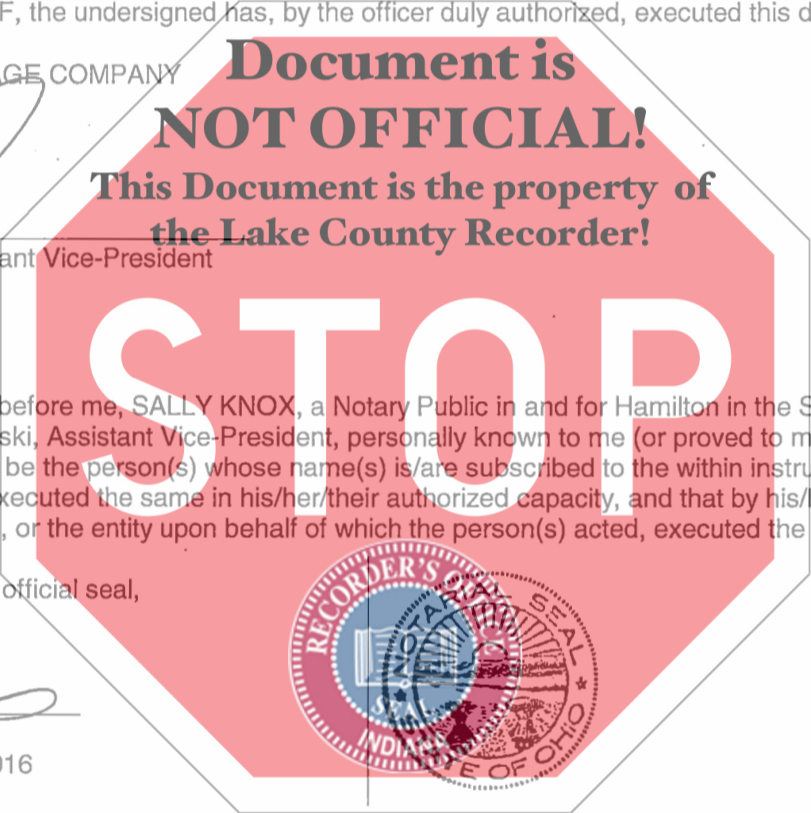 F, the undersigned has, by the officer duly authorized, executed this d
GE COMPANY
Document is
NOT OFFICIAL!
This Document is the property of
the Lake County Recorder!
ant Vice-President
STOP
before me, SALLY KNOX, a Notary Public in and for Hamilton in the S
ski, Assistant Vice-President, personally known to me (or proved to m
be the person(s) whose name(s) is/are subscribed to the within instru
xecuted the same in his/her/their authorized capacity, and that by his/
, or the entity upon behalf of which the person(s) acted, executed the
official seal,
RECORDER'S OFFICE
SEAL
INDIANA
NOTARIAL SEAL
STATE OF OHIO
016